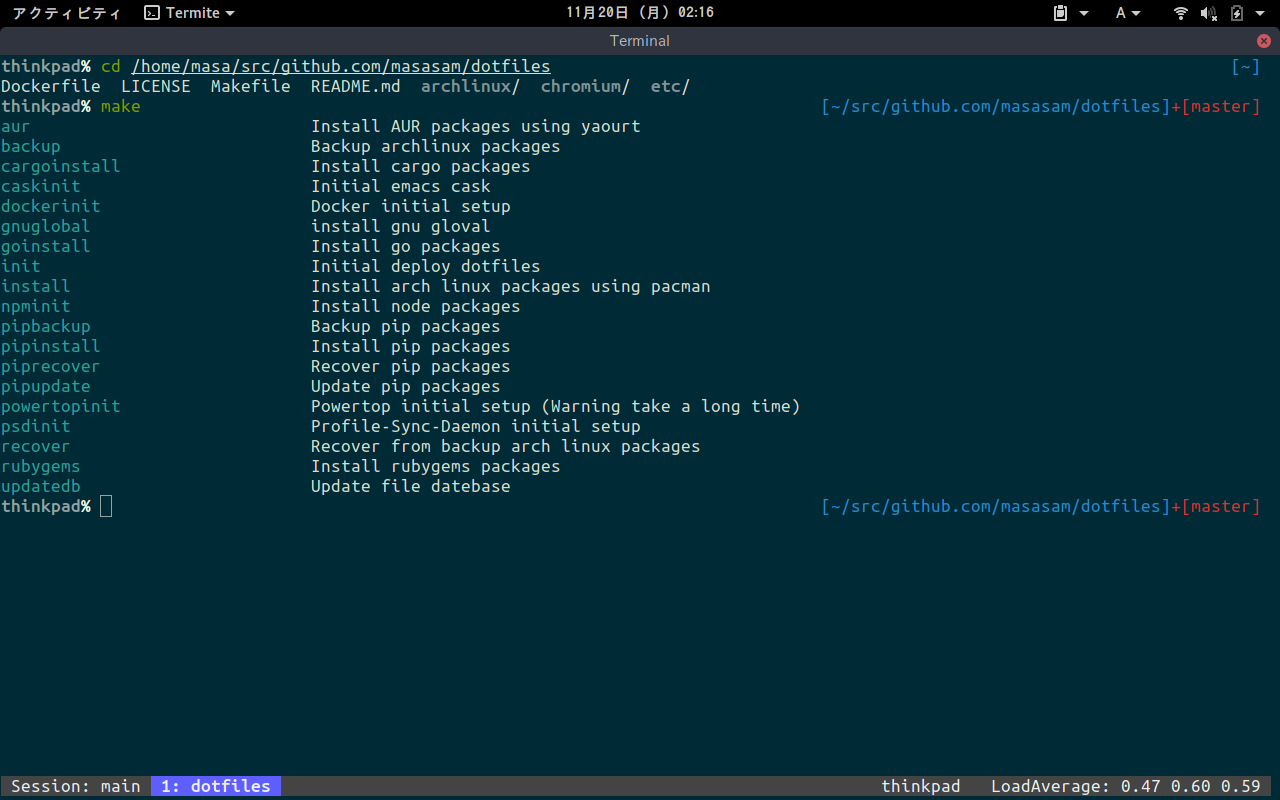 アクティビティ Termite 11月20日 (月) 02:16 A
Terminal
thinkpad% cd /home/masa/src/github.com/masasam/dotfiles [~]
Dockerfile LICENSE Makefile README.md archlinux/ chromium/ etc/
thinkpad% make [~/src/github.com/masasam/dotfiles]+[master]
aur Install AUR packages using yaourt
backup Backup archlinux packages
cargoinstall Install cargo packages
caskinit Initial emacs cask
dockerinit Docker initial setup
gnuglobal install gnu gloval
goinstall Install go packages
init Initial deploy dotfiles
install Install arch linux packages using pacman
npminit Install node packages
pipbackup Backup pip packages
pipinstall Install pip packages
piprecover Recover pip packages
pipupdate Update pip packages
powertopinit Powertop initial setup (Warning take a long time)
psdinit Profile-Sync-Daemon initial setup
recover Recover from backup arch linux packages
rubygems Install rubygems packages
updatedb Update file datebase
thinkpad% [~/src/github.com/masasam/dotfiles]+[master]
Session: main 1: dotfiles thinkpad LoadAverage: 0.47 0.60 0.59